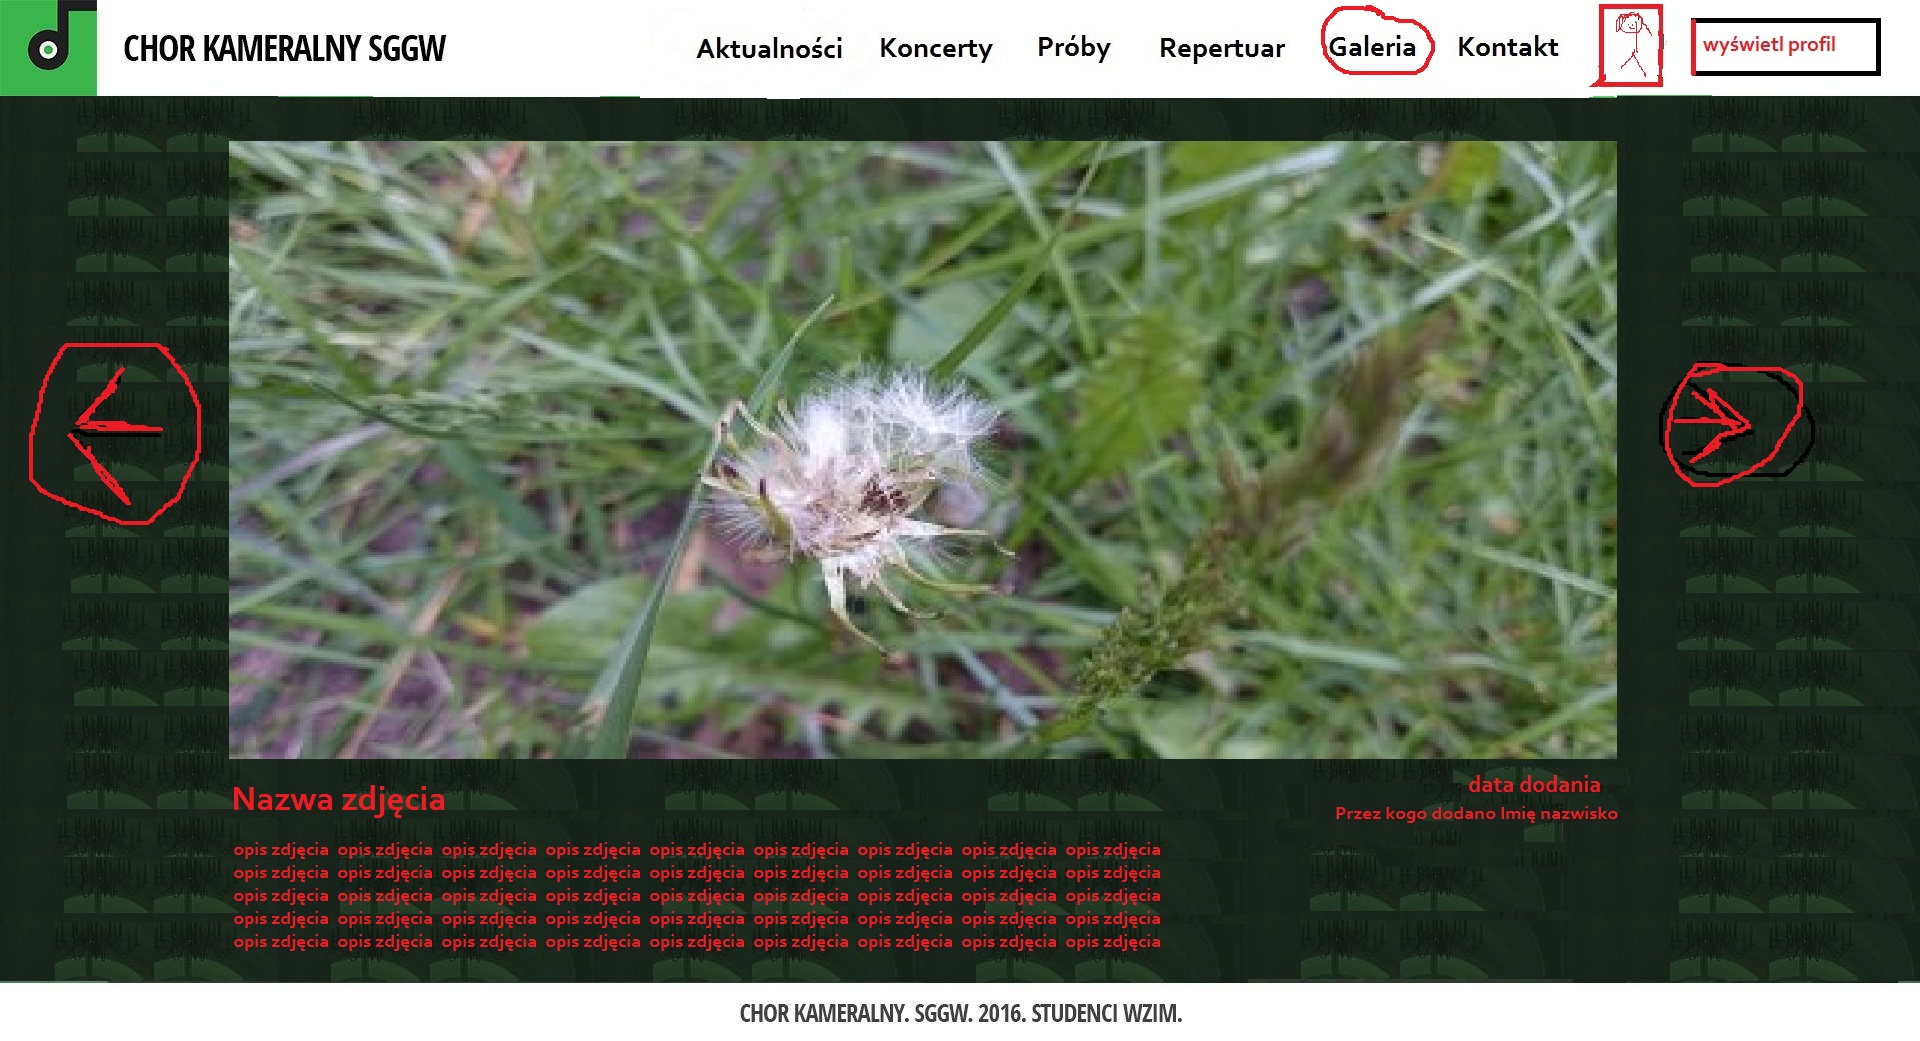 CHOR KAMERALNY SGGW
Aktualności Koncerty Próby Repertuar Galeria Kontakt wyświetl profil
Nazwa zdjęcia
data dodania
Przez kogo dodano Imię nazwisko
opis zdjęcia opis zdjęcia opis zdjęcia opis zdjęcia opis zdjęcia opis zdjęcia opis zdjęcia opis zdjęcia opis zdjęcia
opis zdjęcia opis zdjęcia opis zdjęcia opis zdjęcia opis zdjęcia opis zdjęcia opis zdjęcia opis zdjęcia opis zdjęcia
opis zdjęcia opis zdjęcia opis zdjęcia opis zdjęcia opis zdjęcia opis zdjęcia opis zdjęcia opis zdjęcia opis zdjęcia
opis zdjęcia opis zdjęcia opis zdjęcia opis zdjęcia opis zdjęcia opis zdjęcia opis zdjęcia opis zdjęcia opis zdjęcia
opis zdjęcia opis zdjęcia opis zdjęcia opis zdjęcia opis zdjęcia opis zdjęcia opis zdjęcia opis zdjęcia opis zdjęcia
CHOR KAMERALNY. SGGW. 2016. STUDENCI WZIM.